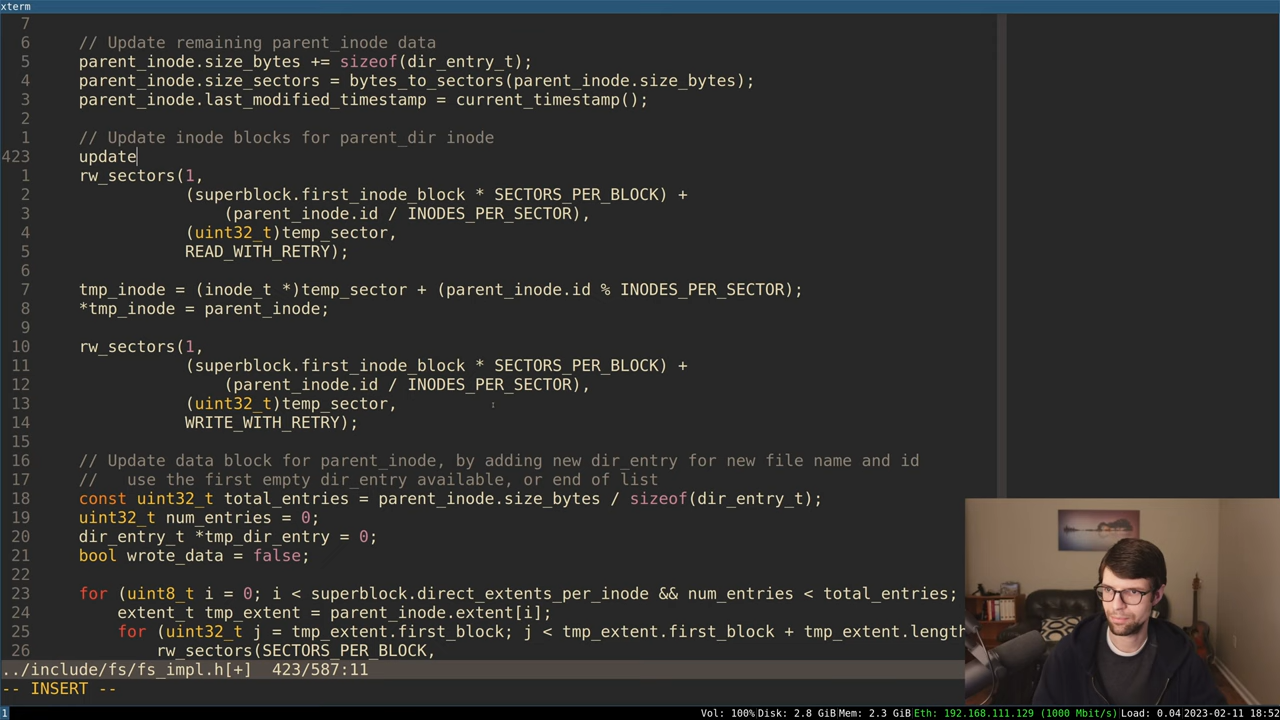 xterm
7
6 // Update remaining parent_inode data
5 parent_inode.size_bytes += sizeof(dir_entry_t);
4 parent_inode.size_sectors = bytes_to_sectors(parent_inode.size_bytes);
3 parent_inode.last_modified_timestamp = current_timestamp();
2
1 // Update inode blocks for parent_dir inode
423 update
1 rw_sectors(1,
2 (superblock.first_inode_block * SECTORS_PER_BLOCK) +
3 (parent_inode.id / INODES_PER_SECTOR),
4 (uint32_t)temp_sector,
5 READ_WITH_RETRY);
6
7 tmp_inode = (inode_t *)temp_sector + (parent_inode.id % INODES_PER_SECTOR);
8 *tmp_inode = parent_inode;
9
10 rw_sectors(1,
11 (superblock.first_inode_block * SECTORS_PER_BLOCK) +
12 (parent_inode.id / INODES_PER_SECTOR),
13 (uint32_t)temp_sector,
14 WRITE_WITH_RETRY);
15
16 // Update data block for parent_inode, by adding new dir_entry for new file name and id
17 // use the first empty dir_entry available, or end of list
18 const uint32_t total_entries = parent_inode.size_bytes / sizeof(dir_entry_t);
19 uint32_t num_entries = 0;
20 dir_entry_t *tmp_dir_entry = 0;
21 bool wrote_data = false;
22
23 for (uint8_t i = 0; i < superblock.direct_extents_per_inode && num_entries < total_entries;
24 extent_t tmp_extent = parent_inode.extent[i];
25 for (uint32_t j = tmp_extent.first_block; j < tmp_extent.first_block + tmp_extent.length
26 rw_sectors(SECTORS_PER_BLOCK,
../include/fs/fs_impl.h[+] 423/587:11
-- INSERT --
1 Vol: 100% Disk: 2.8 GiB Mem: 2.3 GiB Eth: 192.168.111.129 (1000 Mbit/s) Load: 0.04 2023-02-11 18:52